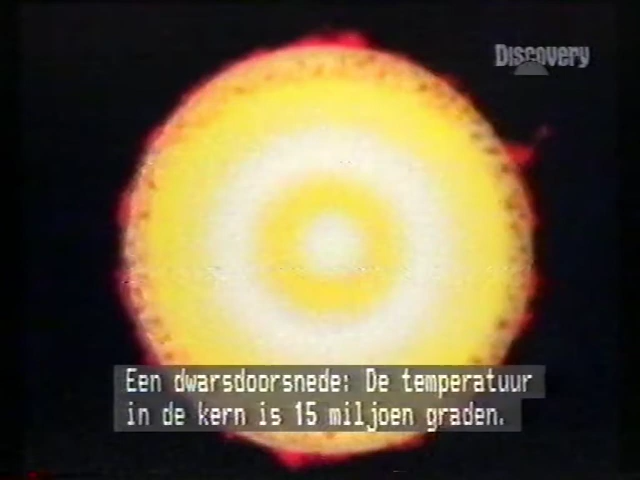 Discovery
Een dwarsdoorsnede: De temperatuur
in de kern is 15 miljoen graden.